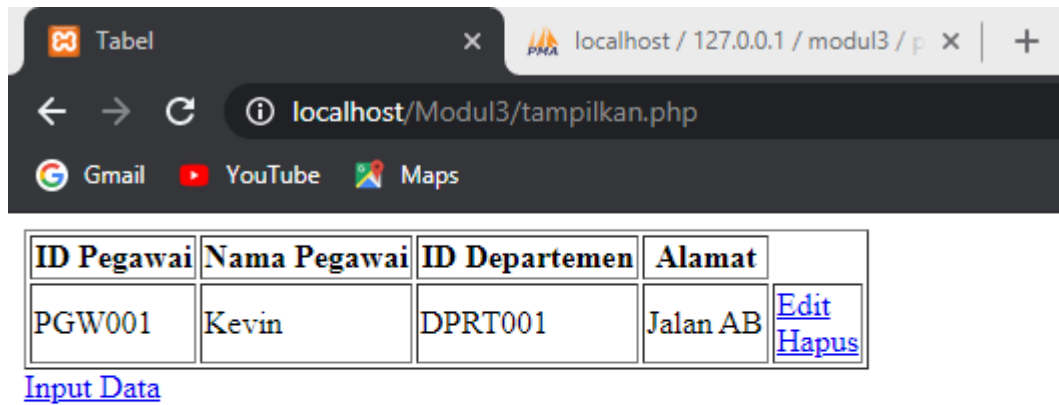 Tabel
localhost / 127.0.0.1 / modul3 / p
localhost/Modul3/tampilkan.php
Gmail YouTube Maps
ID Pegawai Nama Pegawai ID Departemen Alamat
PGW001 Kevin DPRT001 Jalan AB Edit
Hapus
Input Data